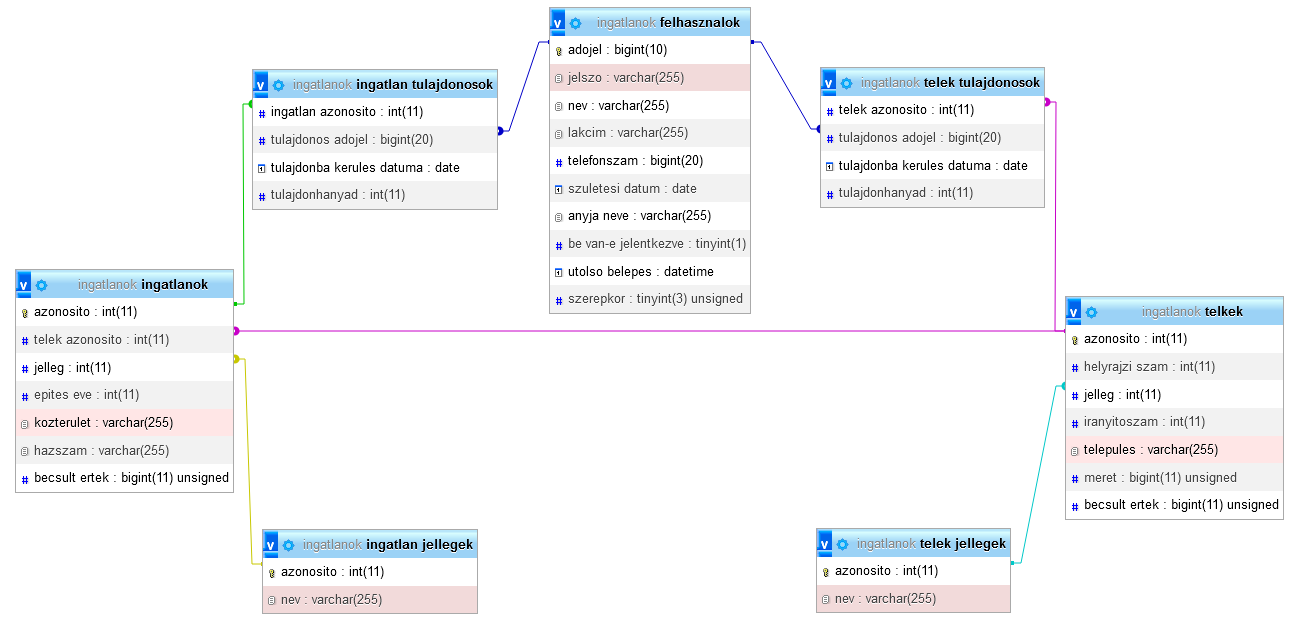 ingatlanok felhasznalok
adojel : bigint(10)
jelszo : varchar(255)
nev : varchar(255)
lakcim : varchar(255)
telefonszam : bigint(20)
szuletesi datum : date
anyja neve : varchar(255)
be van-e jelentkezve : tinyint(1)
utolso belepes : datetime
szerepkor : tinyint(3) unsigned
ingatlanok ingatlan tulajdonosok
ingatlan azonosito : int(11)
tulajdonos adojel : bigint(20)
tulajdonba kerules datuma : date
tulajdonhanyad : int(11)
ingatlanok telek tulajdonosok
telek azonosito : int(11)
tulajdonos adojel : bigint(20)
tulajdonba kerules datuma : date
tulajdonhanyad : int(11)
ingatlanok ingatlanok
azonosito : int(11)
telek azonosito : int(11)
jelleg : int(11)
epites eve : int(11)
kozterulet : varchar(255)
hazszam : varchar(255)
becsult ertek : bigint(11) unsigned
ingatlanok telkek
azonosito : int(11)
helyrajzi szam : int(11)
jelleg : int(11)
iranyitoszam : int(11)
telepules : varchar(255)
meret : bigint(11) unsigned
becsult ertek : bigint(11) unsigned
ingatlanok ingatlan jellegek
azonosito : int(11)
nev : varchar(255)
ingatlanok telek jellegek
azonosito : int(11)
nev : varchar(255)